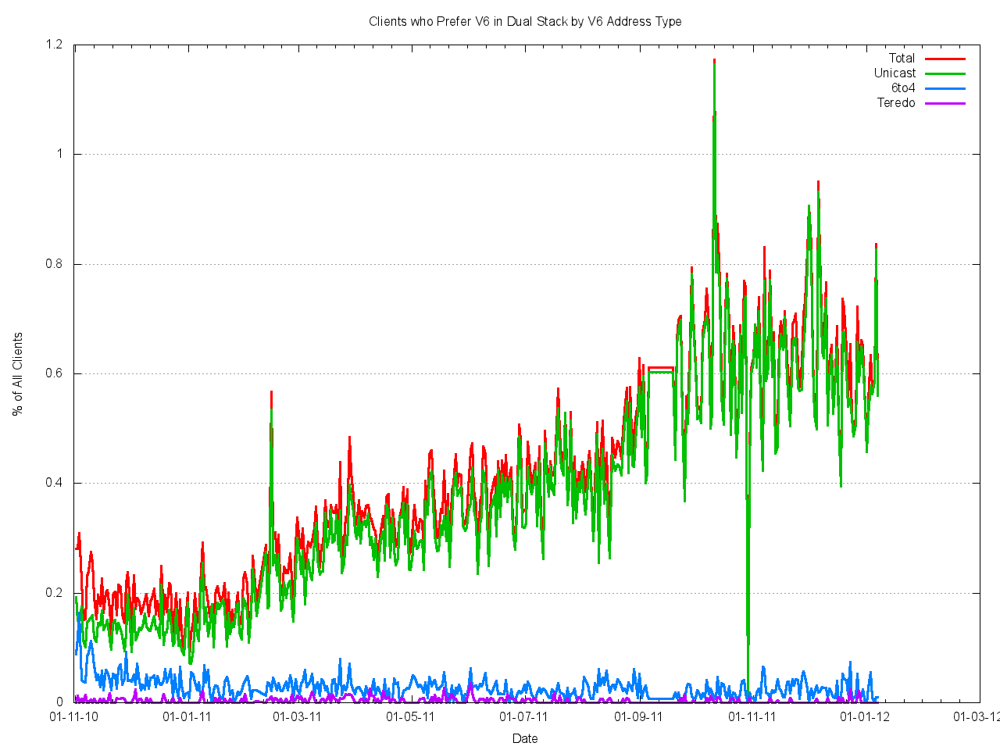 Clients who Prefer V6 in Dual Stack by V6 Address Type
Total
Unicast
6to4
Teredo
% of All Clients
1.2
1
0.8
0.6
0.4
0.2
0
01-11-10 01-01-11 01-03-11 01-05-11 01-07-11 01-09-11 01-11-11 01-01-12 01-03-12
Date